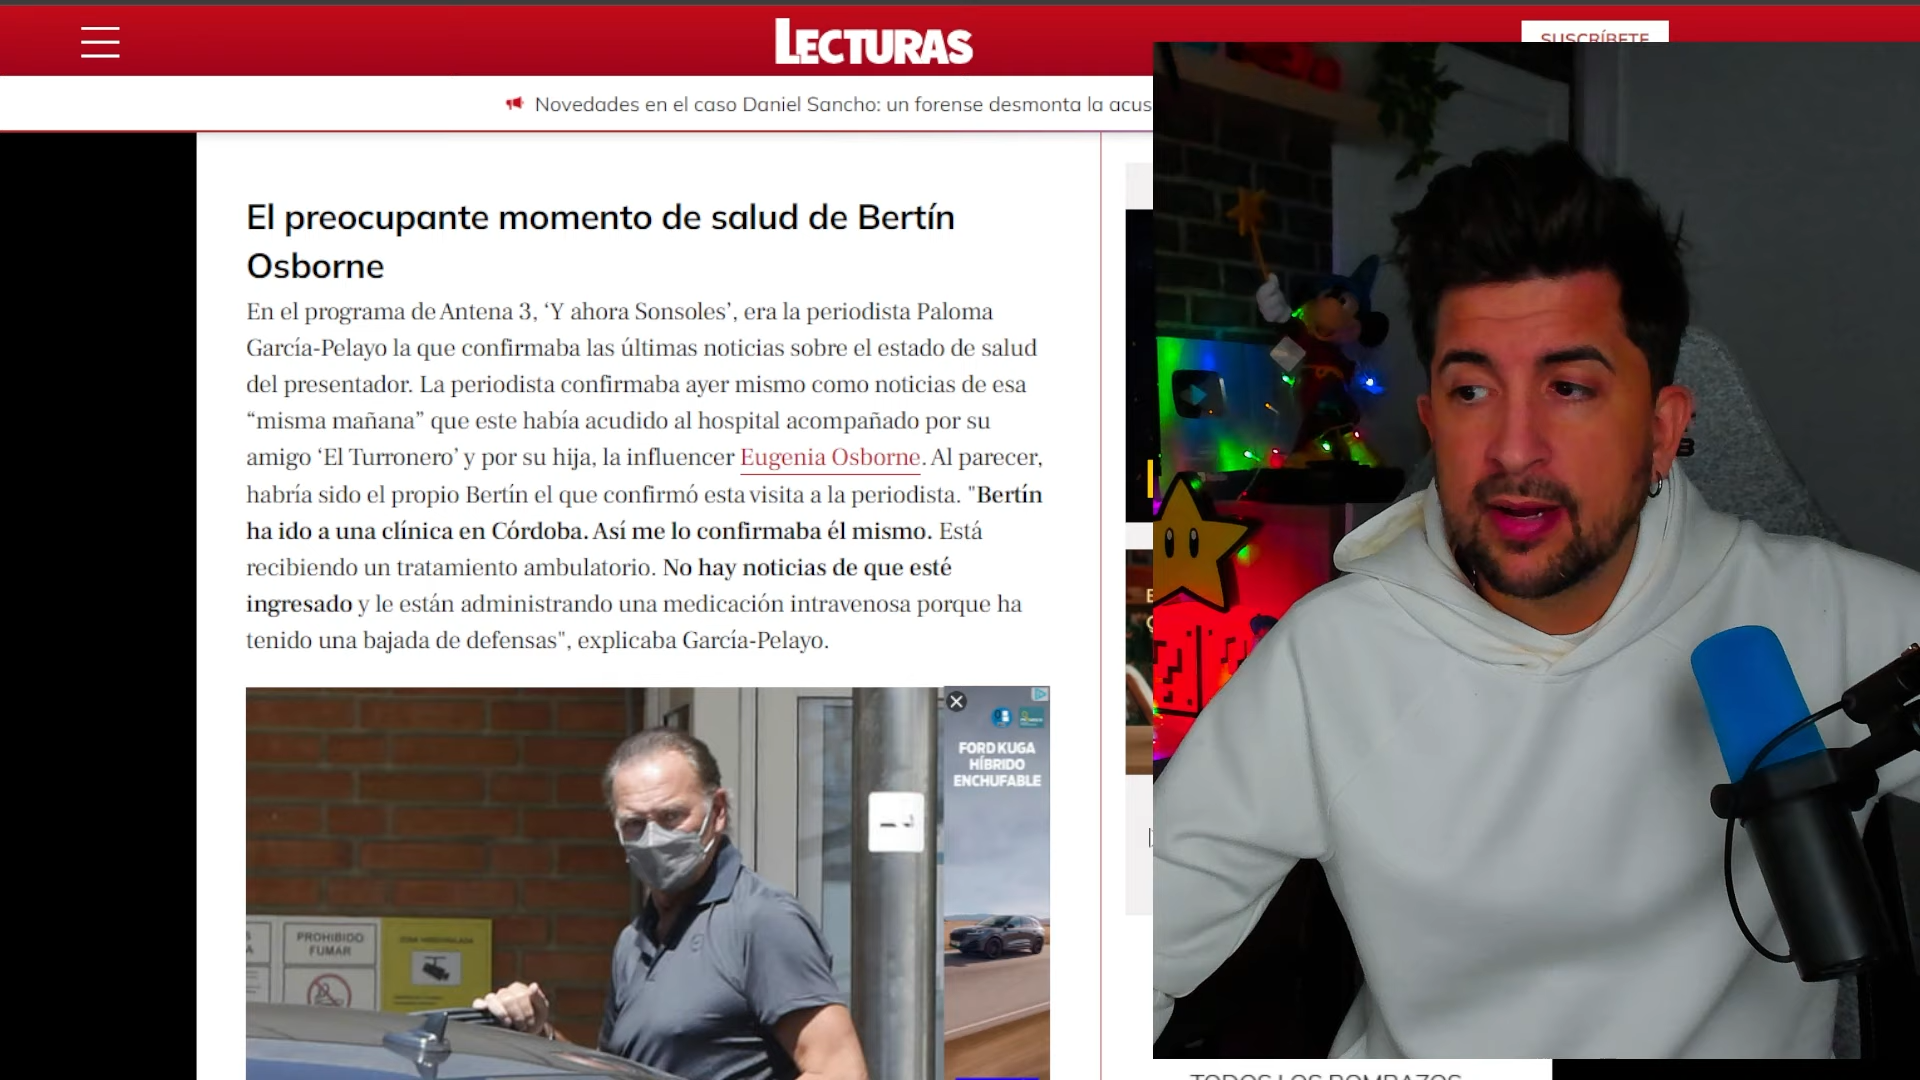 LECTURAS
SUSCRÍBETE
Novedades en el caso Daniel Sancho: un forense desmonta la acus
El preocupante momento de salud de Bertín
Osborne
En el programa de Antena 3, ‘Y ahora Sonsoles’, era la periodista Paloma
García-Pelayo la que confirmaba las últimas noticias sobre el estado de salud
del presentador. La periodista confirmaba ayer mismo como noticias de esa
“misma mañana” que este había acudido al hospital acompañado por su
amigo ‘El Turronero’ y por su hija, la influencer Eugenia Osborne. Al parecer,
habría sido el propio Bertín el que confirmó esta visita a la periodista. "Bertín
ha ido a una clínica en Córdoba. Así me lo confirmaba él mismo. Está
recibiendo un tratamiento ambulatorio. No hay noticias de que esté
ingresado y le están administrando una medicación intravenosa porque ha
tenido una bajada de defensas", explicaba García-Pelayo.
FORD KUGA
HÍBRIDO
ENCHUFABLE
PROHIBIDO
FUMAR
TODOS LOS BOMBAZOS